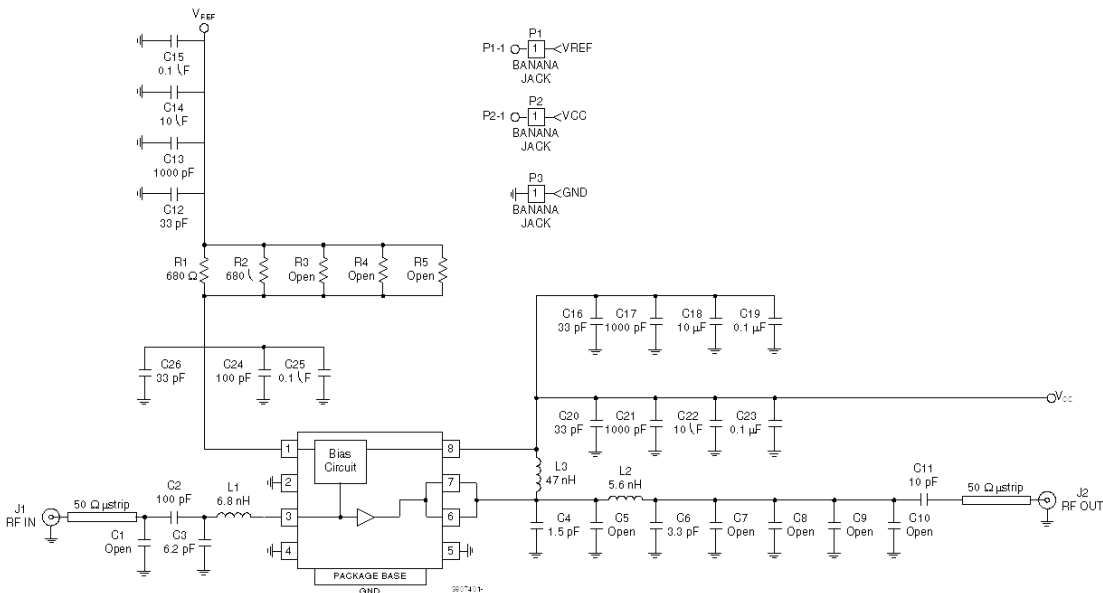 VREF
C15
0.1 \F
C14
10 \F
C13
1000 pF
C12
33 pF
P1
P1-1 1 VREF
BANANA
JACK
P2
P2-1 1 VCC
BANANA
JACK
P3
1 GND
BANANA
JACK
R1
680 Ω
R2
680 \
R3
Open
R4
Open
R5
Open
C26
33 pF
C24
100 pF
C25
0.1 \F
C16
33 pF
C17
1000 pF
C18
10 µF
C19
0.1 µF
VCC
C20
33 pF
C21
1000 pF
C22
10 \F
C23
0.1 µF
1
Bias
Circuit
8
2
7
3
6
4
5
PACKAGE BASE
GND
J1
RF IN
50 Ω µstrip
C1
Open
C2
100 pF
C3
6.2 pF
L1
6.8 nH
L3
47 nH
L2
5.6 nH
C4
1.5 pF
C5
Open
C6
3.3 pF
C7
Open
C8
Open
C9
Open
C10
Open
C11
10 pF
50 Ω µstrip
J2
RF OUT